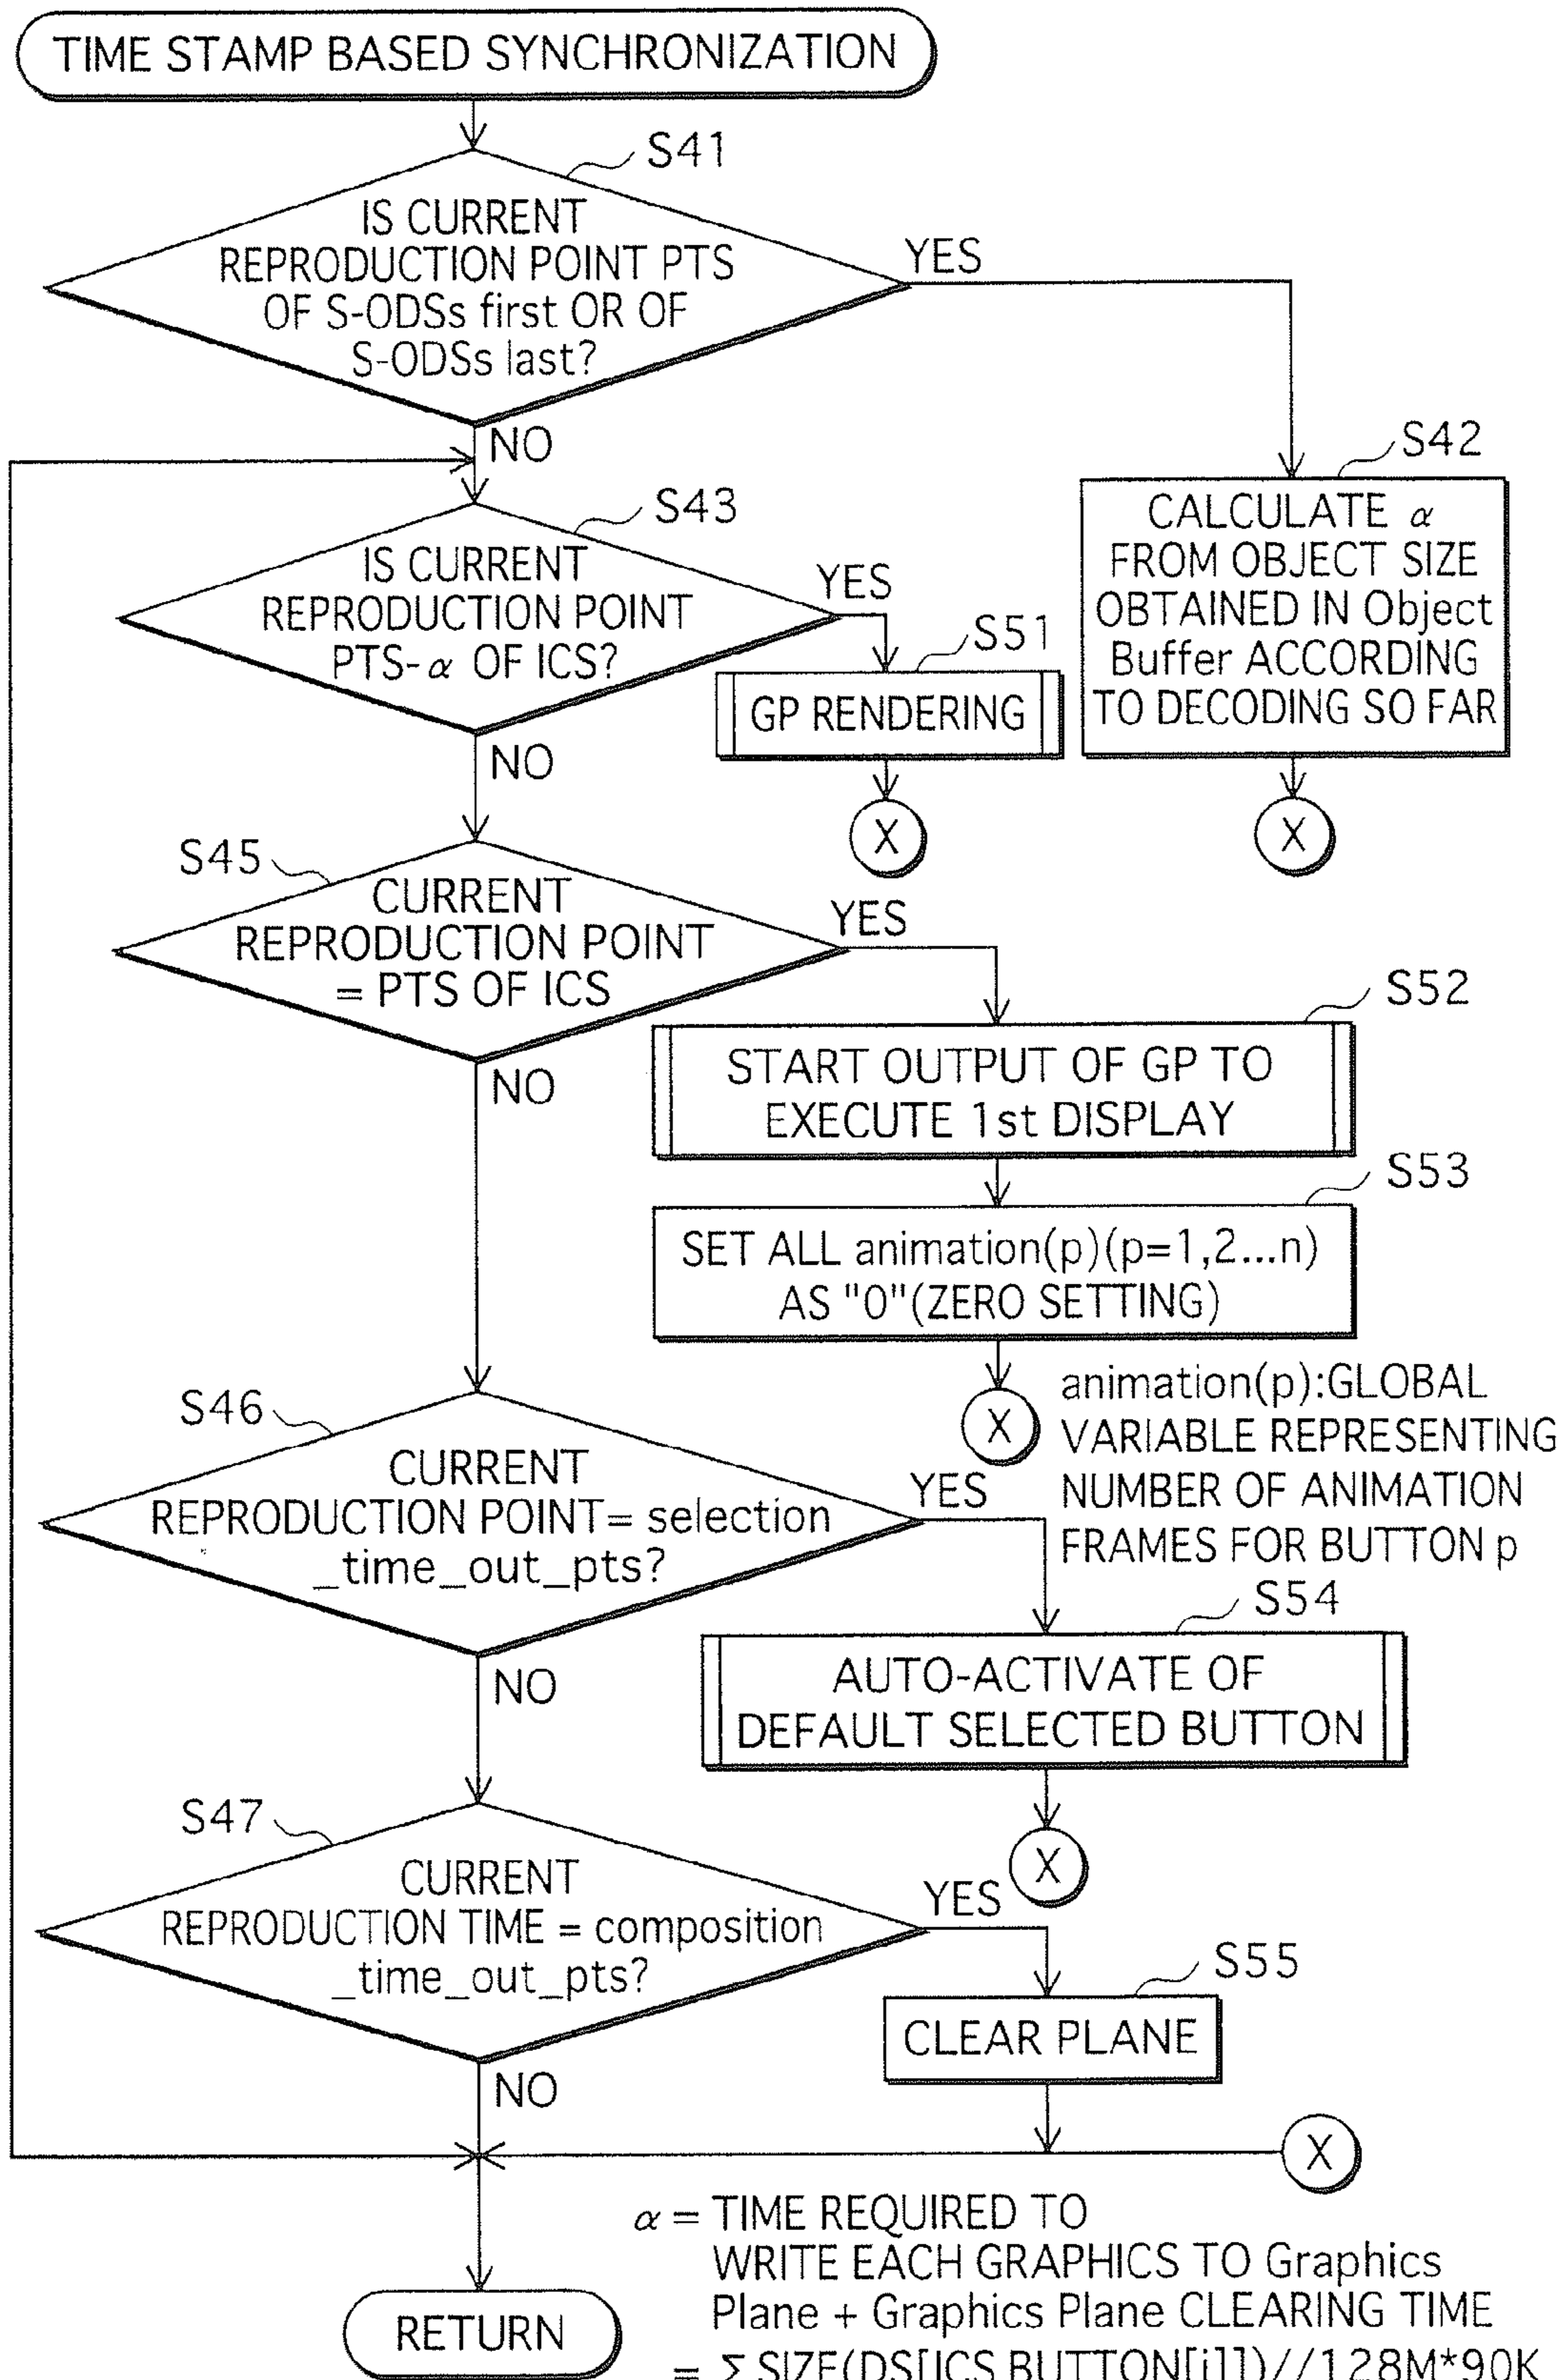 TIME STAMP BASED SYNCHRONIZATION
S41
IS CURRENT
REPRODUCTION POINT PTS
OF S-ODSs first OR OF
S-ODSs last?
YES
NO
S42
CALCULATE α
FROM OBJECT SIZE
OBTAINED IN Object
Buffer ACCORDING
TO DECODING SO FAR
X
S43
IS CURRENT
REPRODUCTION POINT
PTS-α OF ICS?
YES
NO
S51
GP RENDERING
X
S45
CURRENT
REPRODUCTION POINT
= PTS OF ICS
YES
NO
S52
START OUTPUT OF GP TO
EXECUTE 1st DISPLAY
S53
SET ALL animation(p)(p=1,2...n)
AS "0"(ZERO SETTING)
X
animation(p):GLOBAL
VARIABLE REPRESENTING
NUMBER OF ANIMATION
FRAMES FOR BUTTON p
S46
CURRENT
REPRODUCTION POINT= selection
_time_out_pts?
YES
NO
S54
AUTO-ACTIVATE OF
DEFAULT SELECTED BUTTON
X
S47
CURRENT
REPRODUCTION TIME = composition
_time_out_pts?
YES
NO
S55
CLEAR PLANE
X
RETURN
α = TIME REQUIRED TO
WRITE EACH GRAPHICS TO Graphics
Plane + Graphics Plane CLEARING TIME
= Σ SIZE(DS[ICS.BUTTON[i]])//128M*90K